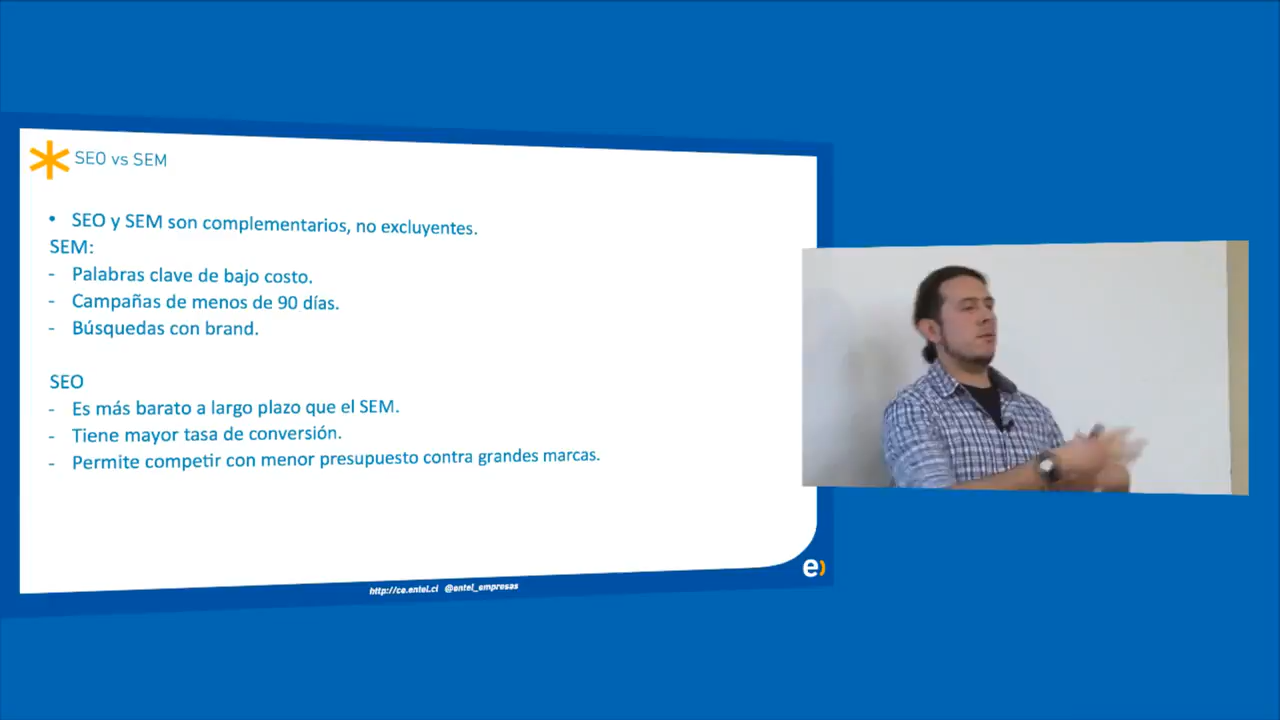 SEO vs SEM
• SEO y SEM son complementarios, no excluyentes.
SEM:
- Palabras clave de bajo costo.
- Campañas de menos de 90 días.
- Búsquedas con brand.
SEO
- Es más barato a largo plazo que el SEM.
- Tiene mayor tasa de conversión.
- Permite competir con menor presupuesto contra grandes marcas.
http://ce.entel.cl @entel_empresas
e)